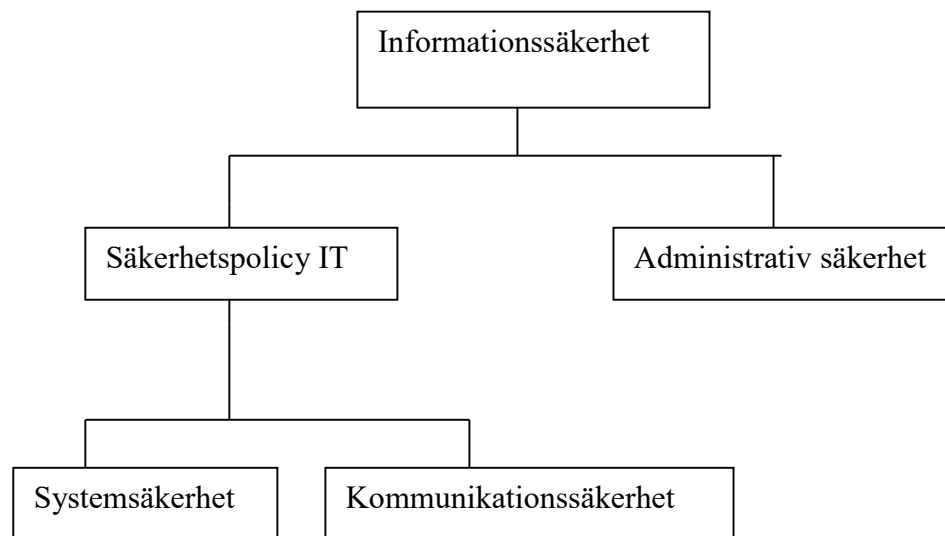 Informationssäkerhet
Säkerhetspolicy IT
Administrativ säkerhet
Systemsäkerhet
Kommunikationssäkerhet